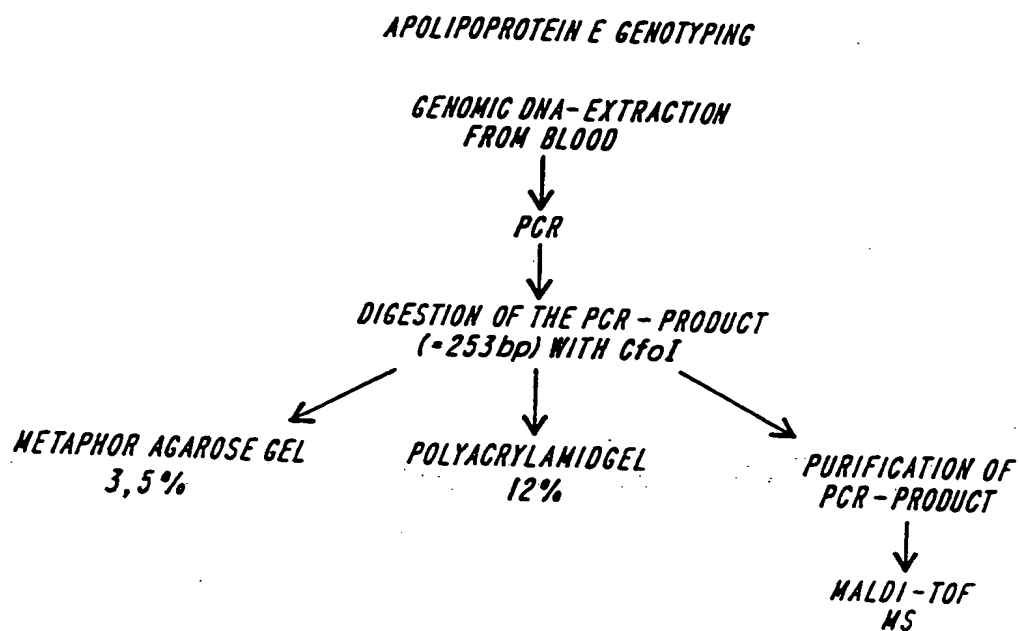 APOLIPOPROTEIN E GENOTYPING
GENOMIC DNA-EXTRACTION
FROM BLOOD
PCR
DIGESTION OF THE PCR-PRODUCT
(=253bp) WITH CfoI
METAPHOR AGAROSE GEL
3,5%
POLYACRYLAMIDGEL
12%
PURIFICATION OF
PCR-PRODUCT
MALDI-TOF
MS